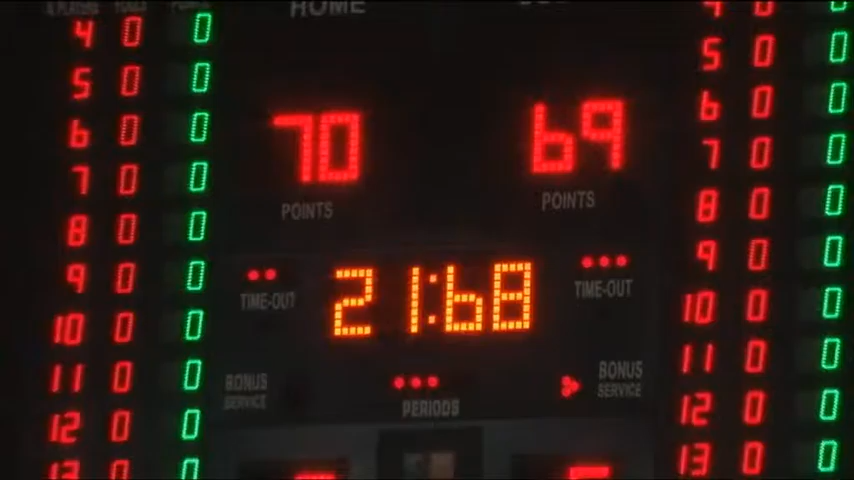 HOME
4 0 0
4 0 0
5 0 0
5 0 0
70
69
6 0 0
6 0 0
7 0 0
7 0 0
POINTS
POINTS
8 0 0
8 0 0
9 0 0
9 0 0
TIME-OUT
21:68
TIME-OUT
10 0 0
10 0 0
11 0 0
11 0 0
BONUS
SERVICE
PERIODS
BONUS
SERVICE
12 0 0
12 0 0
13 0 0
13 0 0